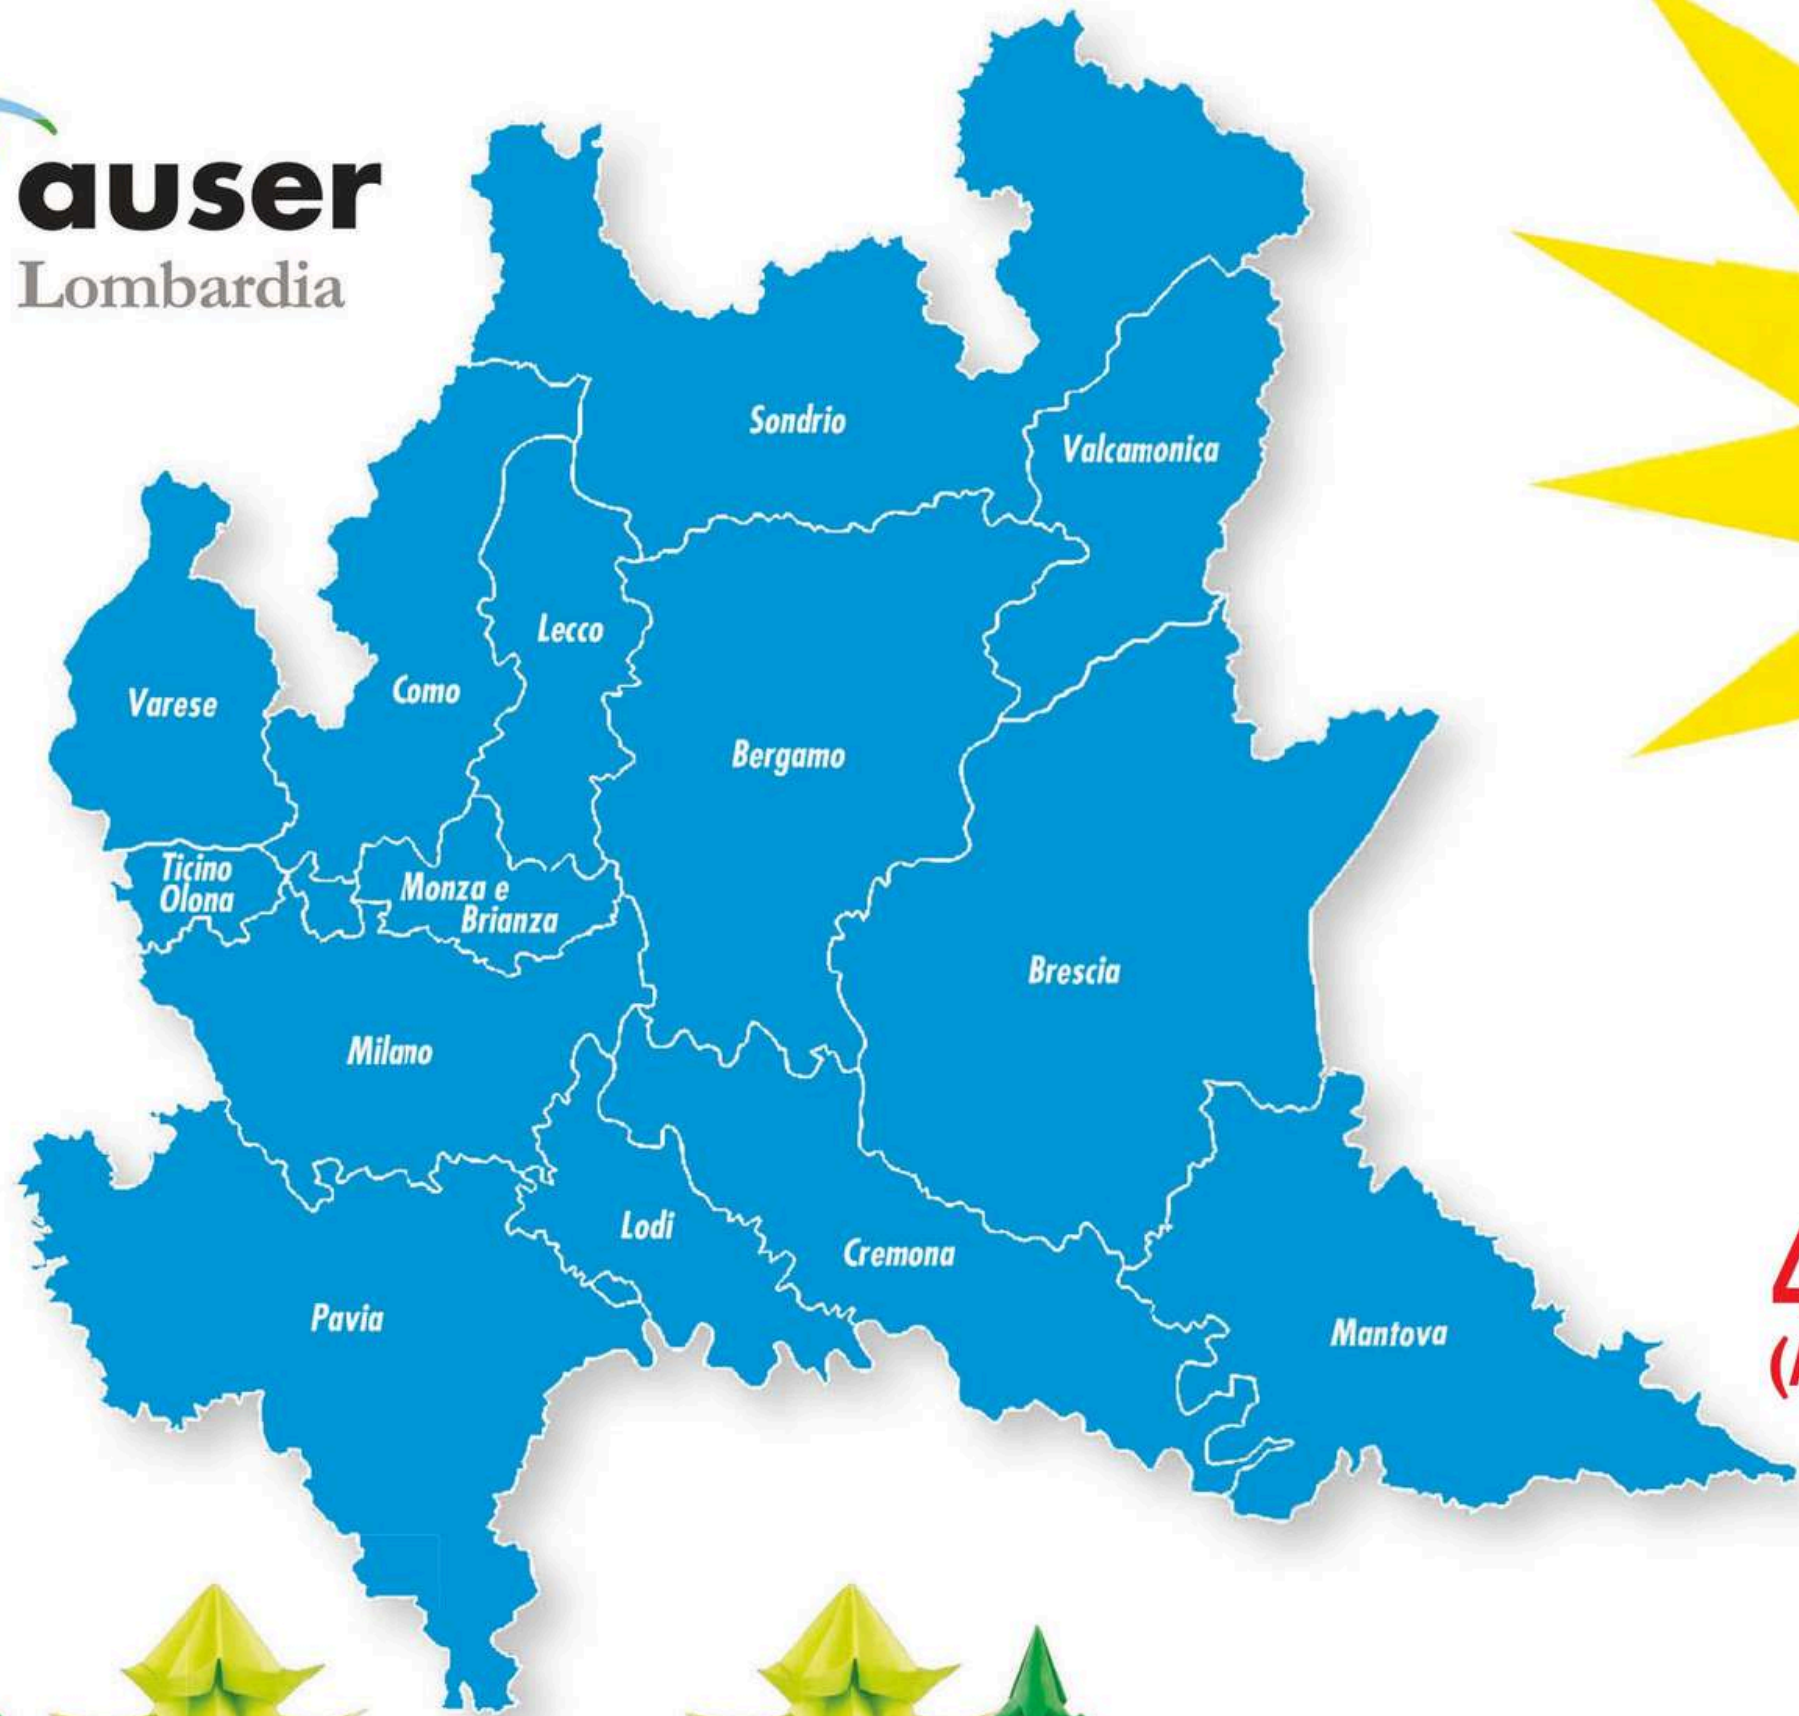 auser
Lombardia
Sondrio
Valcamonica
Lecco
Como
Varese
Bergamo
Ticino
Olona
Monza e
Brianza
Brescia
Milano
Lodi
Cremona
Pavia
Mantova